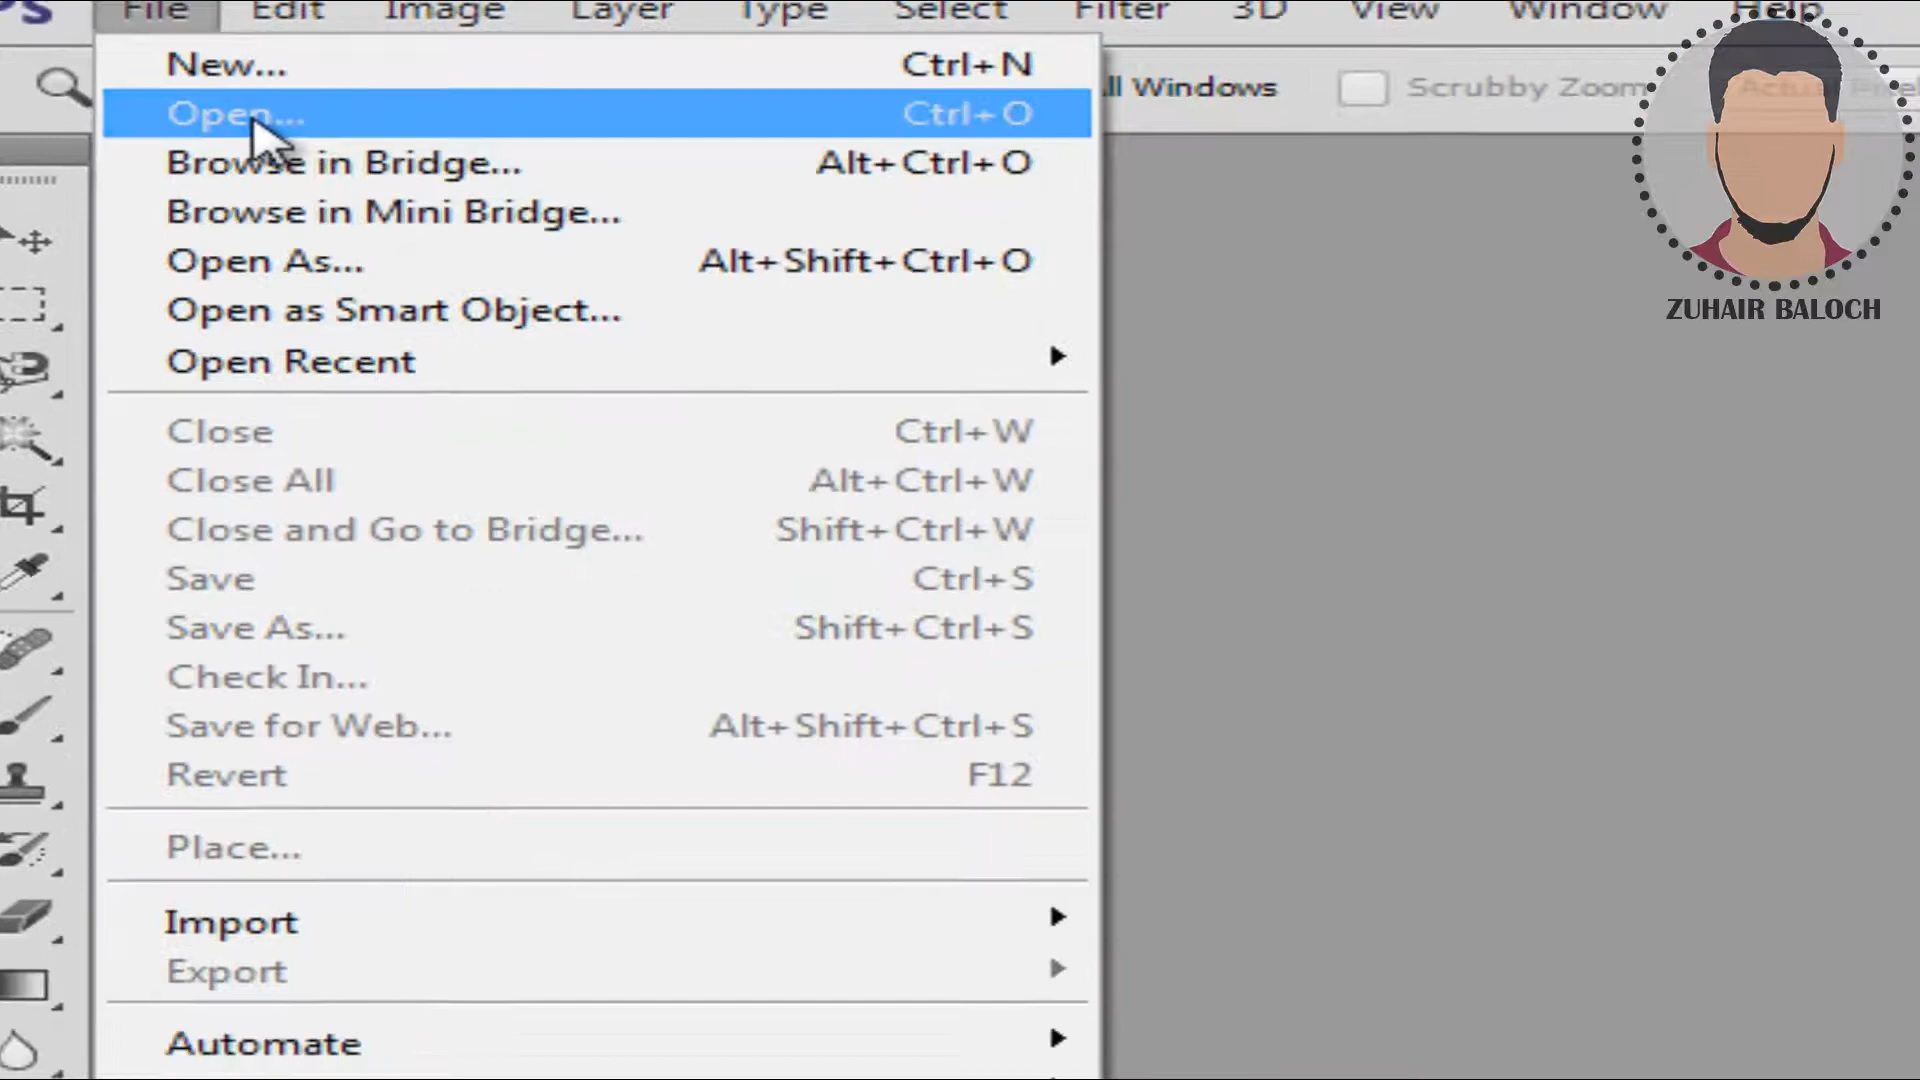 Ps File Edit Image Layer Type Select Filter 3D View Window Help
All Windows Scrubby Zoom
New... Ctrl+N
Open... Ctrl+O
Browse in Bridge... Alt+Ctrl+O
Browse in Mini Bridge...
Open As... Alt+Shift+Ctrl+O
Open as Smart Object...
Open Recent
Close Ctrl+W
Close All Alt+Ctrl+W
Close and Go to Bridge... Shift+Ctrl+W
Save Ctrl+S
Save As... Shift+Ctrl+S
Check In...
Save for Web... Alt+Shift+Ctrl+S
Revert F12
Place...
Import
Export
Automate
ZUHAIR BALOCH